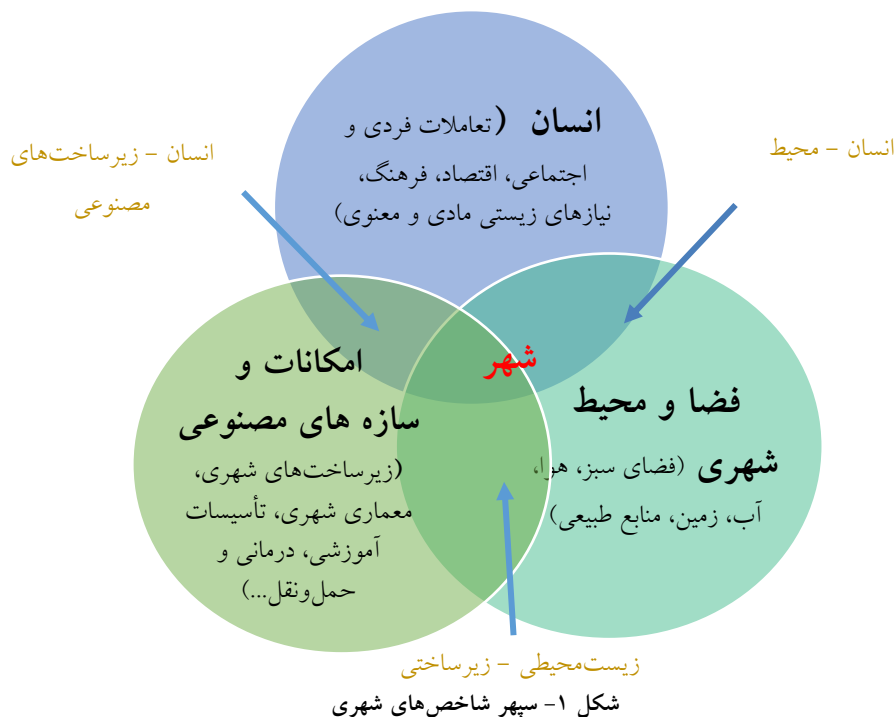 انسان (تعاملات فردی و
اجتماعی، اقتصاد، فرهنگ،
نیازهای زیستی مادی و معنوی)
انسان – محیط
انسان – زیرساخت‌های
مصنوعی
شهر
فضا و محیط
شهری (فضای سبز، هوا،
آب، زمین، منابع طبیعی)
امکانات و
سازه های مصنوعی
(زیرساخت‌های شهری،
معماری شهری، تأسیسات
آموزشی، درمانی و
حمل‌ونقل...)
زیست‌محیطی – زیرساختی
شکل ۱- سپهر شاخص‌های شهری